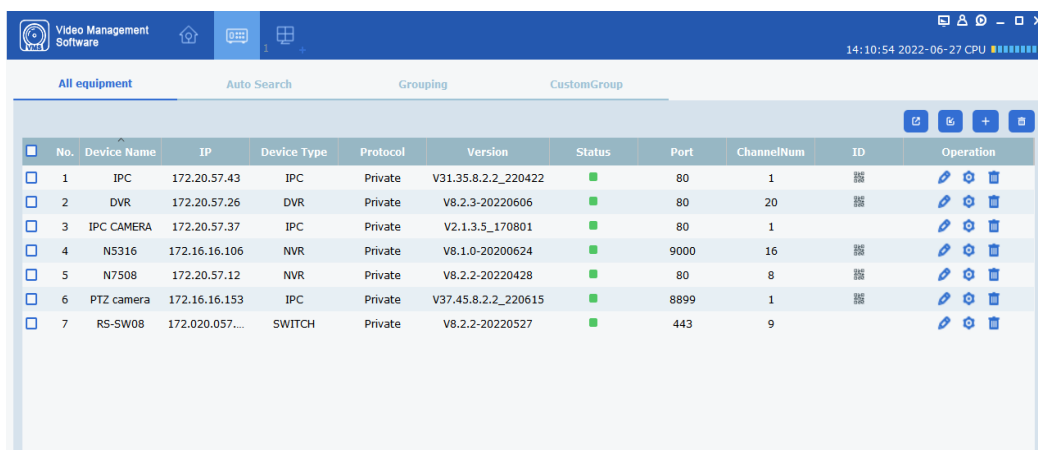 Video Management
Software
1
14:10:54 2022-06-27 CPU
All equipment Auto Search Grouping CustomGroup
No. Device Name IP Device Type Protocol Version Status Port ChannelNum ID Operation
1 IPC 172.20.57.43 IPC Private V31.35.8.2.2_220422 80 1
2 DVR 172.20.57.26 DVR Private V8.2.3-20220606 80 20
3 IPC CAMERA 172.20.57.37 IPC Private V2.1.3.5_170801 80 1
4 N5316 172.16.16.106 NVR Private V8.1.0-20200624 9000 16
5 N7508 172.20.57.12 NVR Private V8.2.2-20220428 80 8
6 PTZ camera 172.16.16.153 IPC Private V37.45.8.2.2_220615 8899 1
7 RS-SW08 172.020.057.... SWITCH Private V8.2.2-20220527 443 9